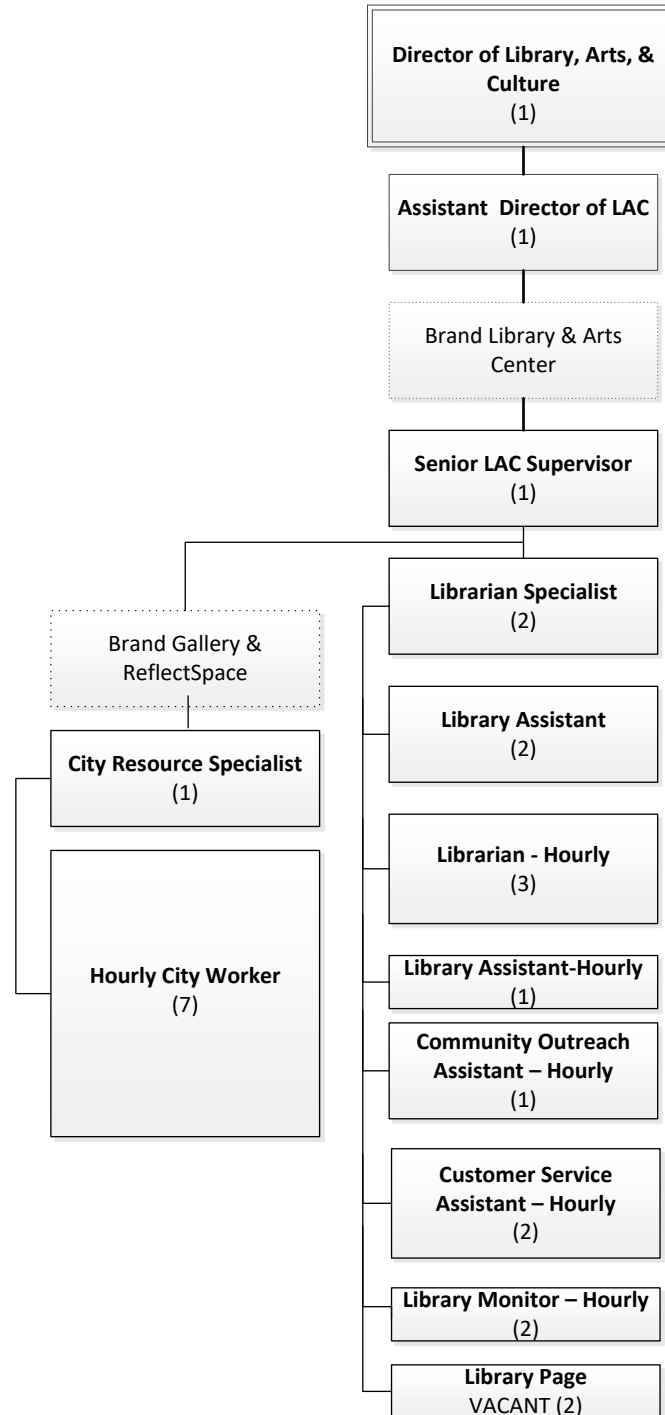 Director of Library, Arts, &
Culture
(1)
Assistant  Director of LAC
(1)
Brand Library & Arts
Center
Senior LAC Supervisor
(1)
Brand Gallery &
ReflectSpace
City Resource Specialist
(1)
Hourly City Worker
(7)
Librarian Specialist
(2)
Library Assistant
(2)
Librarian - Hourly
(3)
Library Assistant-Hourly
(1)
Community Outreach
Assistant – Hourly
(1)
Customer Service
Assistant – Hourly
(2)
Library Monitor – Hourly
(2)
Library Page
VACANT (2)